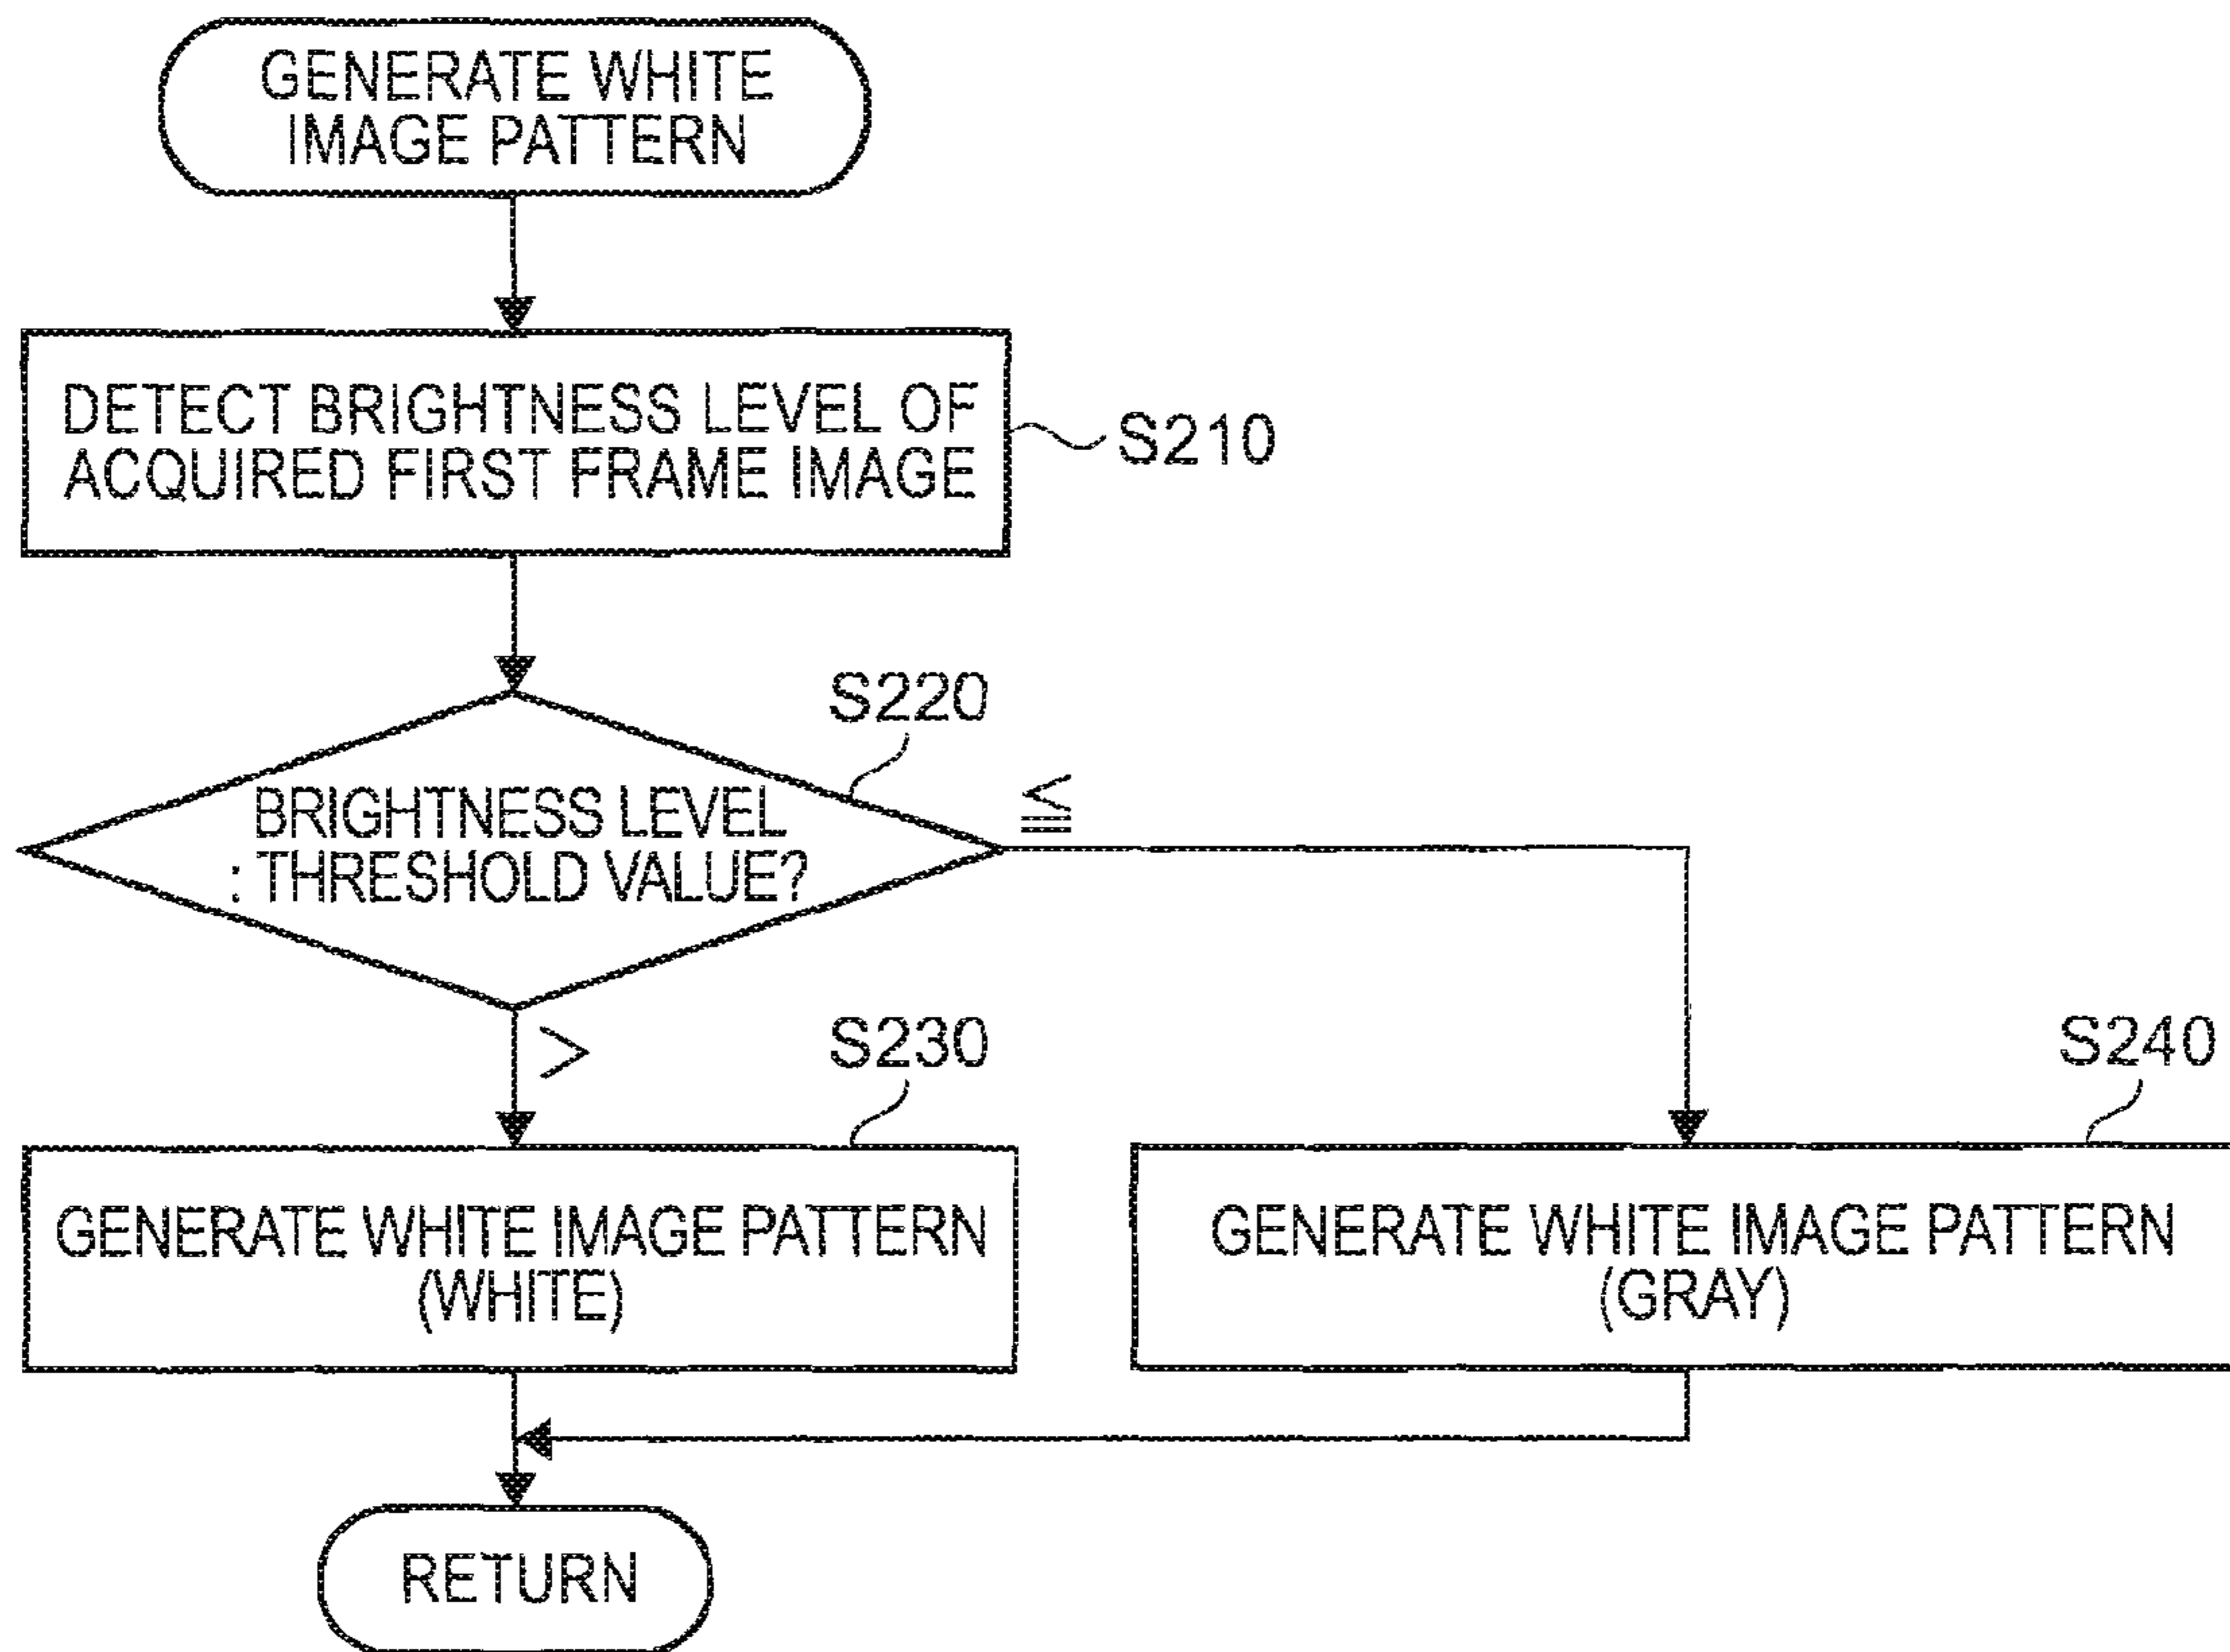 GENERATE WHITE
IMAGE PATTERN
DETECT BRIGHTNESS LEVEL OF
ACQUIRED FIRST FRAME IMAGE
S210
S220
BRIGHTNESS LEVEL
: THRESHOLD VALUE?
≦
>
S230
S240
GENERATE WHITE IMAGE PATTERN
(WHITE)
GENERATE WHITE IMAGE PATTERN
(GRAY)
RETURN